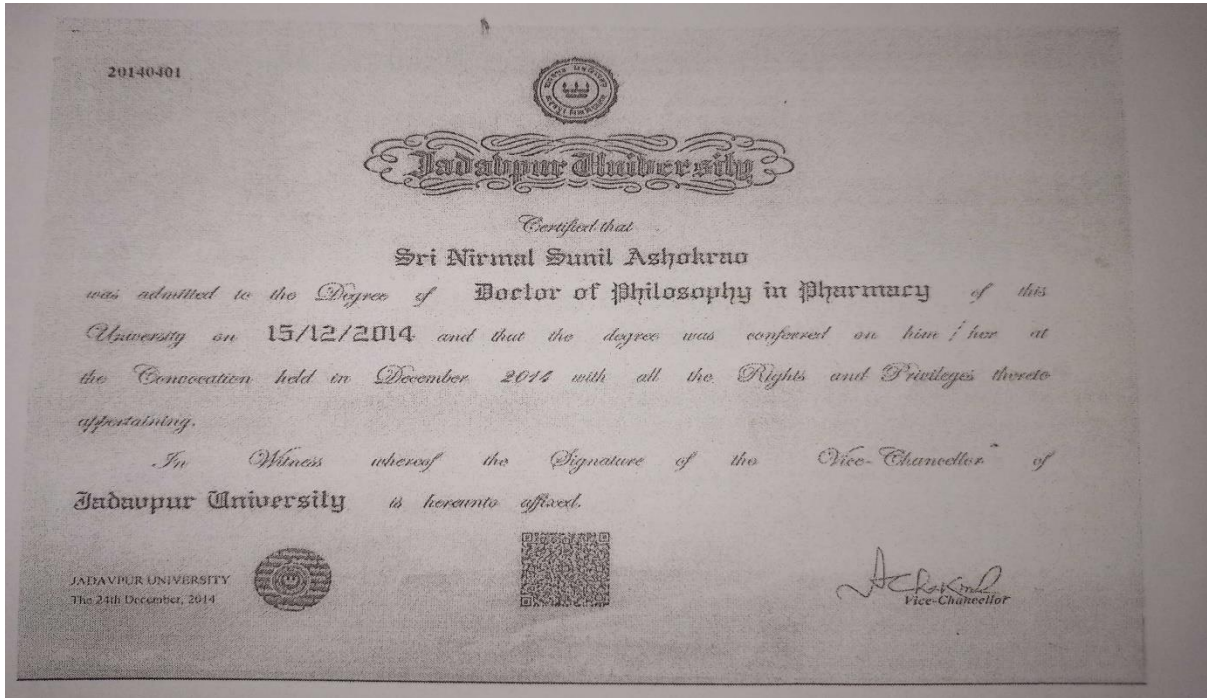 20140401
Jadavpur University
Certified that
Sri Nirmal Sunil Ashokrao
was admitted to the Degree of Doctor of Philosophy in Pharmacy of this
University on 15/12/2014 and that the degree was conferred on him / her at
the Convocation held in December 2014 with all the Rights and Privileges thereto
appertaining.
In Witness whereof the Signature of the Vice-Chancellor of
Jadavpur University is hereunto affixed.
JADAVPUR UNIVERSITY
The 24th December, 2014
Vice-Chancellor